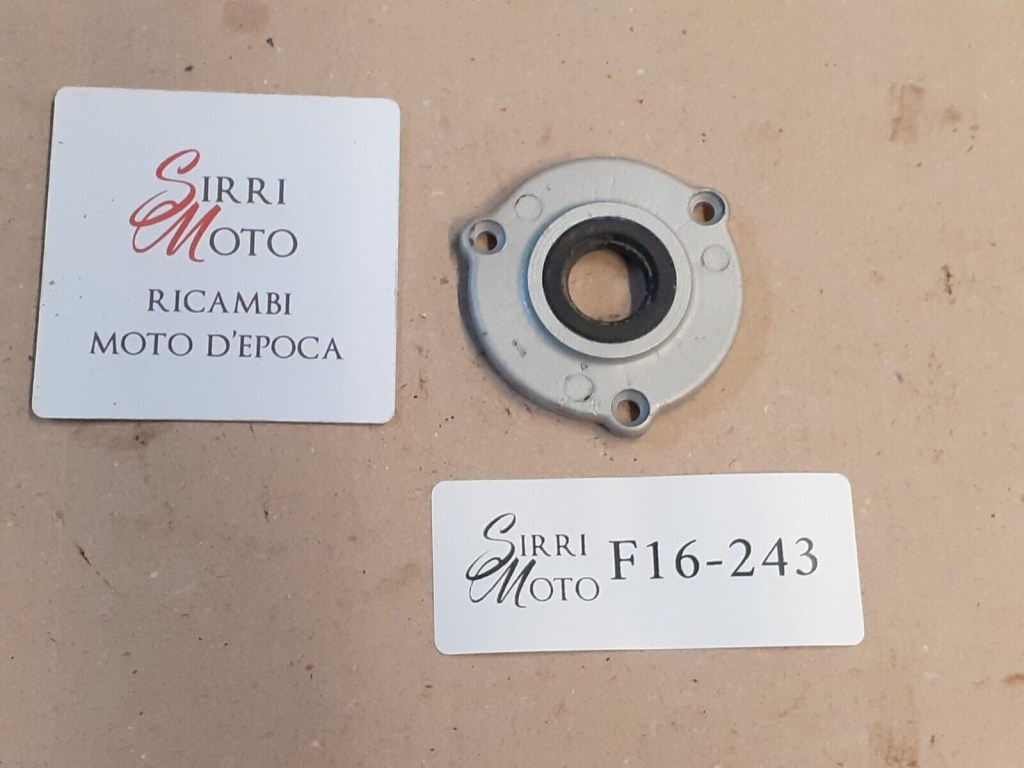 SIRRI
MOTO
RICAMBI
MOTO D'EPOCA
SIRRI
MOTO
F16-243